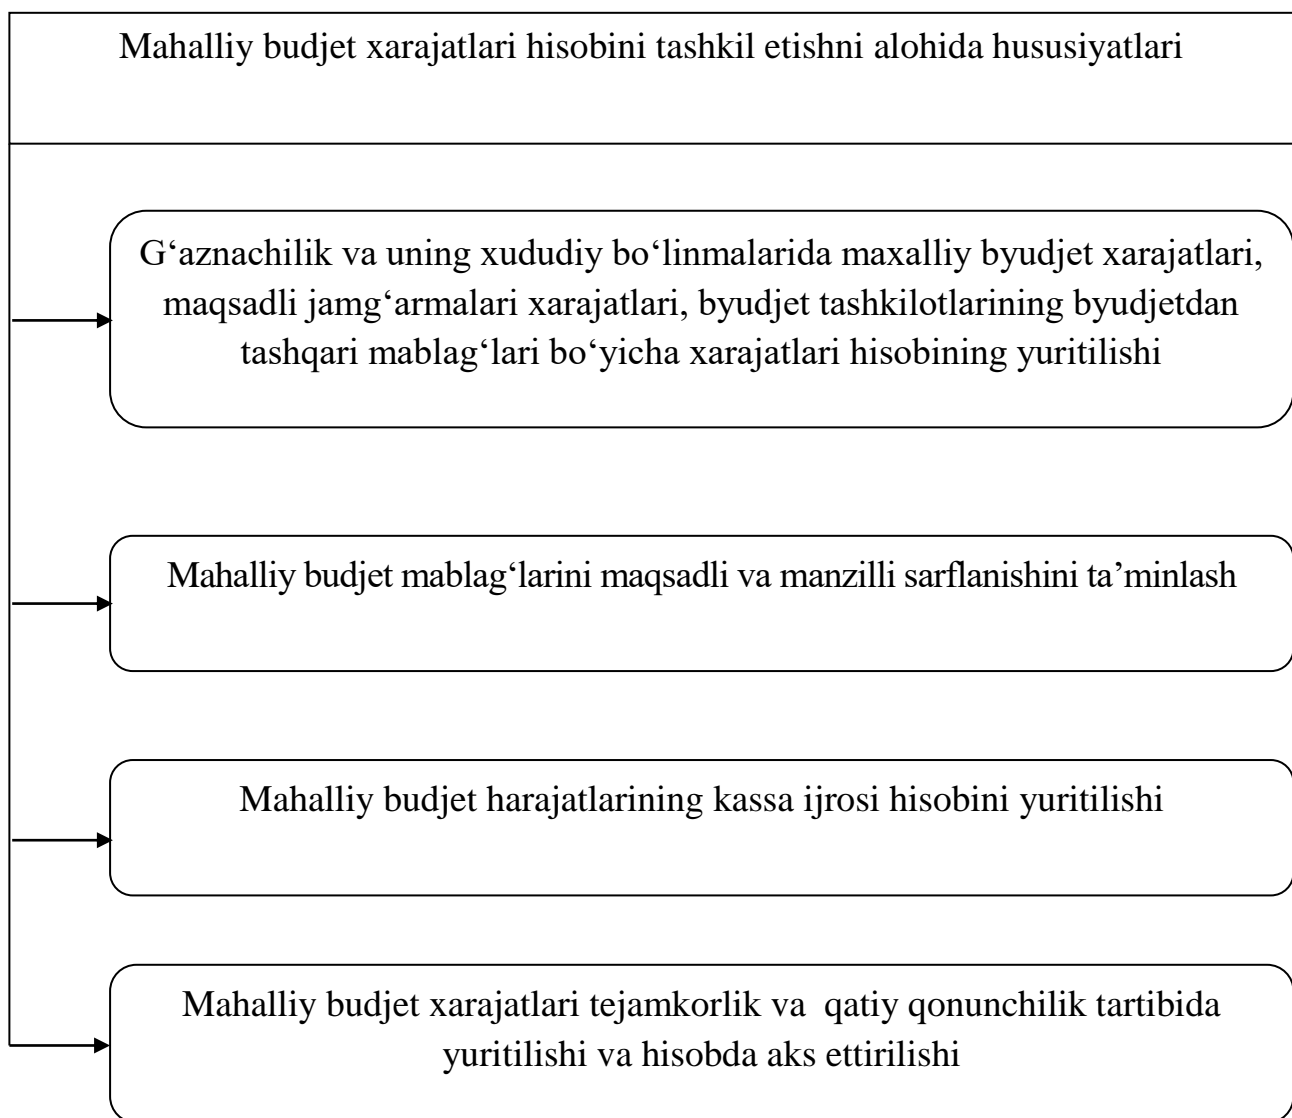 Mahalliy budjet xarajatlari hisobini tashkil etishni alohida hususiyatlari
G‘aznachilik va uning xududiy bo‘linmalarida maxalliy byudjet xarajatlari,
maqsadli jamg‘armalari xarajatlari, byudjet tashkilotlarining byudjetdan
tashqari mablag‘lari bo‘yicha xarajatlari hisobining yuritilishi
Mahalliy budjet mablag‘larini maqsadli va manzilli sarflanishini ta’minlash
Mahalliy budjet harajatlarining kassa ijrosi hisobini yuritilishi
Mahalliy budjet xarajatlari tejamkorlik va qatiy qonunchilik tartibida
yuritilishi va hisobda aks ettirilishi